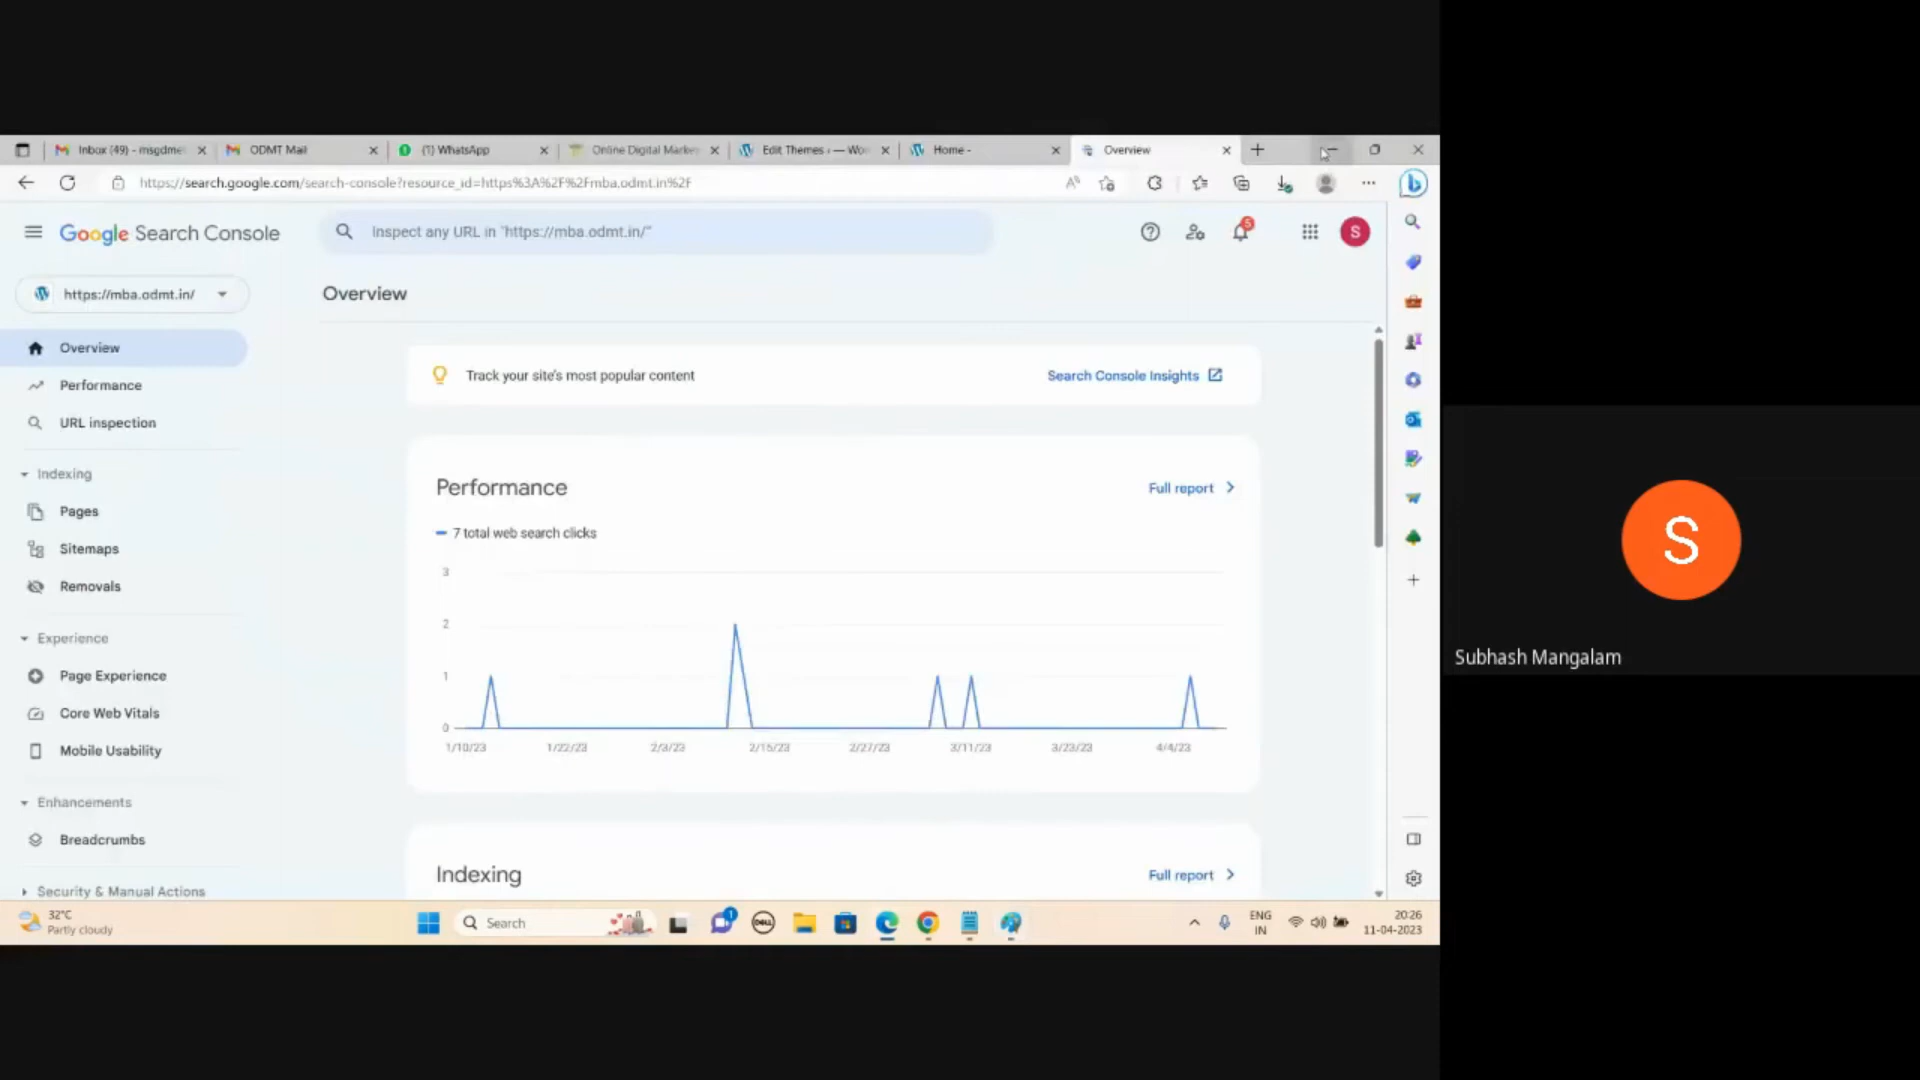 Inbox (49) - msgdme
ODMT Mail
(1) WhatsApp
Online Digital Marke
Edit Themes ‹ — Wo
Home -
Overview
https://search.google.com/search-console?resource_id=https%3A%2F%2Fmba.odmt.in%2F
Google Search Console
Inspect any URL in "https://mba.odmt.in/"
5
S
https://mba.odmt.in/
Overview
Overview
Performance
URL inspection
Indexing
Pages
Sitemaps
Removals
Experience
Page Experience
Core Web Vitals
Mobile Usability
Enhancements
Breadcrumbs
Security & Manual Actions
Track your site's most popular content
Search Console Insights
Performance
Full report
7 total web search clicks
3
2
1
0
1/10/23 1/22/23 2/3/23 2/15/23 2/27/23 3/11/23 3/23/23 4/4/23
Indexing
Full report
32°C
Partly cloudy
Search
1
DELL
ENG
IN
20:26
11-04-2023
S
Subhash Mangalam